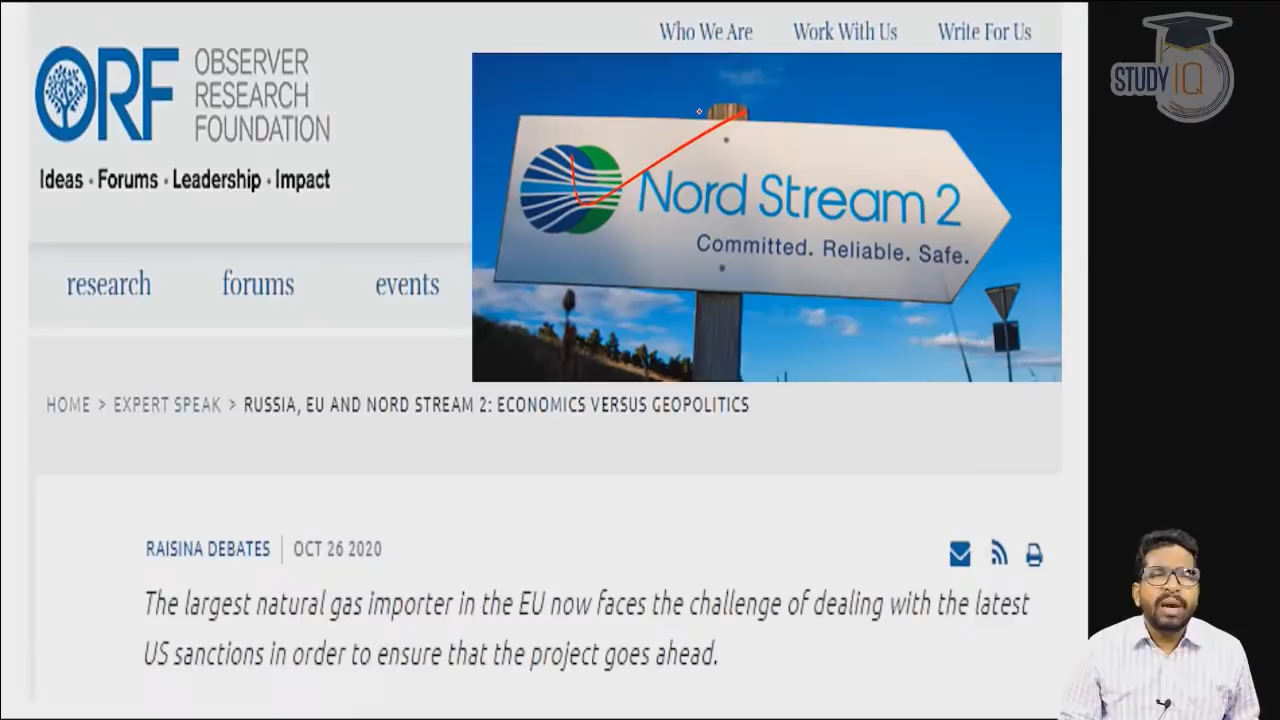 Who We Are Work With Us Write For Us
STUDY IQ
ORF
OBSERVER
RESEARCH
FOUNDATION
Ideas · Forums · Leadership · Impact
Nord Stream 2
Committed. Reliable. Safe.
research forums events
HOME > EXPERT SPEAK > RUSSIA, EU AND NORD STREAM 2: ECONOMICS VERSUS GEOPOLITICS
RAISINA DEBATES | OCT 26 2020
The largest natural gas importer in the EU now faces the challenge of dealing with the latest
US sanctions in order to ensure that the project goes ahead.